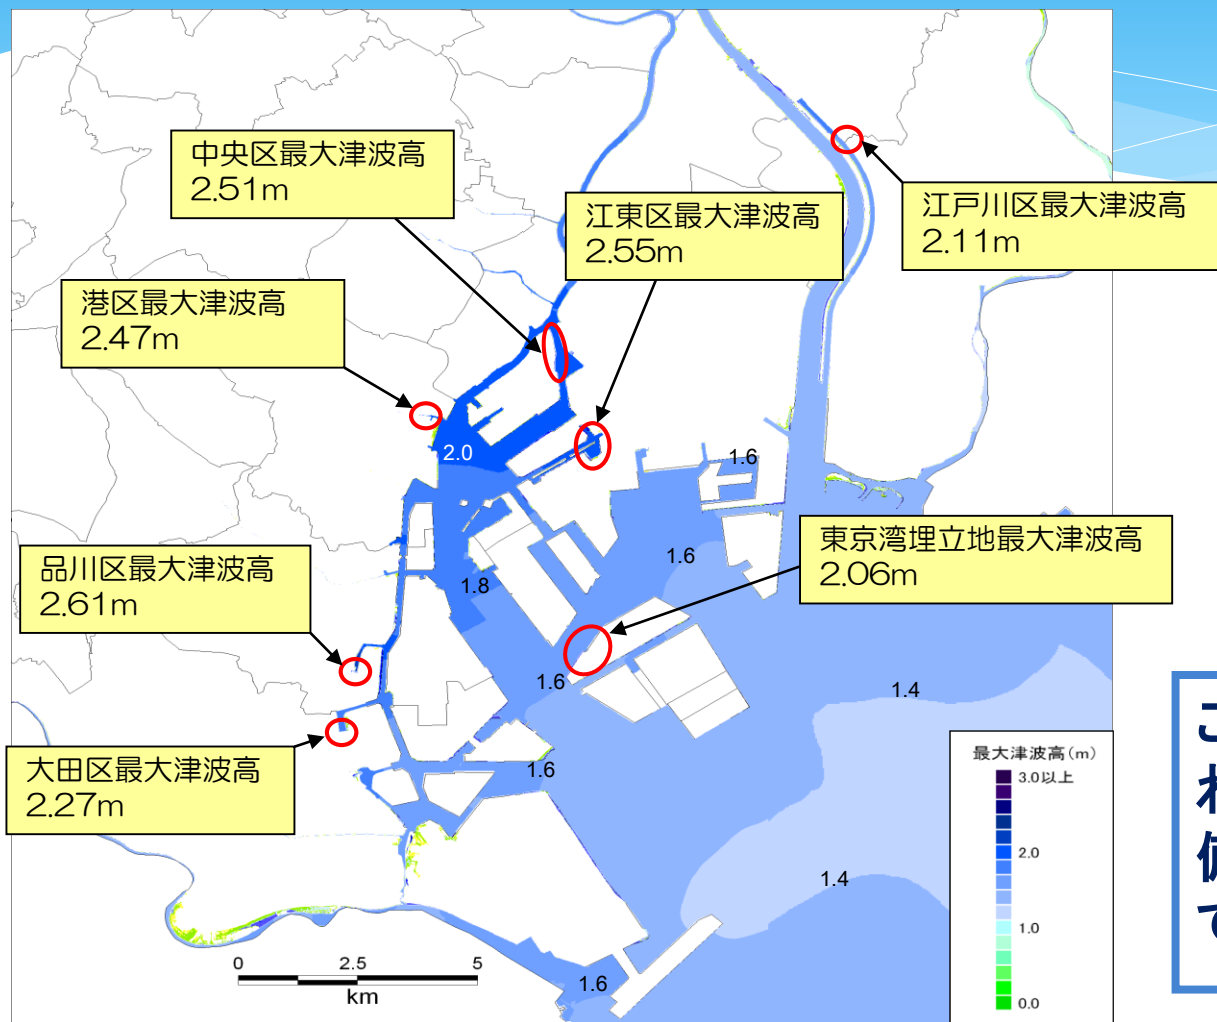 中央区最大津波高
2.51m
江東区最大津波高
2.55m
江戸川区最大津波高
2.11m
港区最大津波高
2.47m
2.0
1.6
品川区最大津波高
2.61m
1.8
1.6
東京湾埋立地最大津波高
2.06m
1.6
1.4
大田区最大津波高
2.27m
1.6
1.4
1.6
0 2.5 5
km
最大津波高(m)
3.0以上
2.0
1.0
0.0